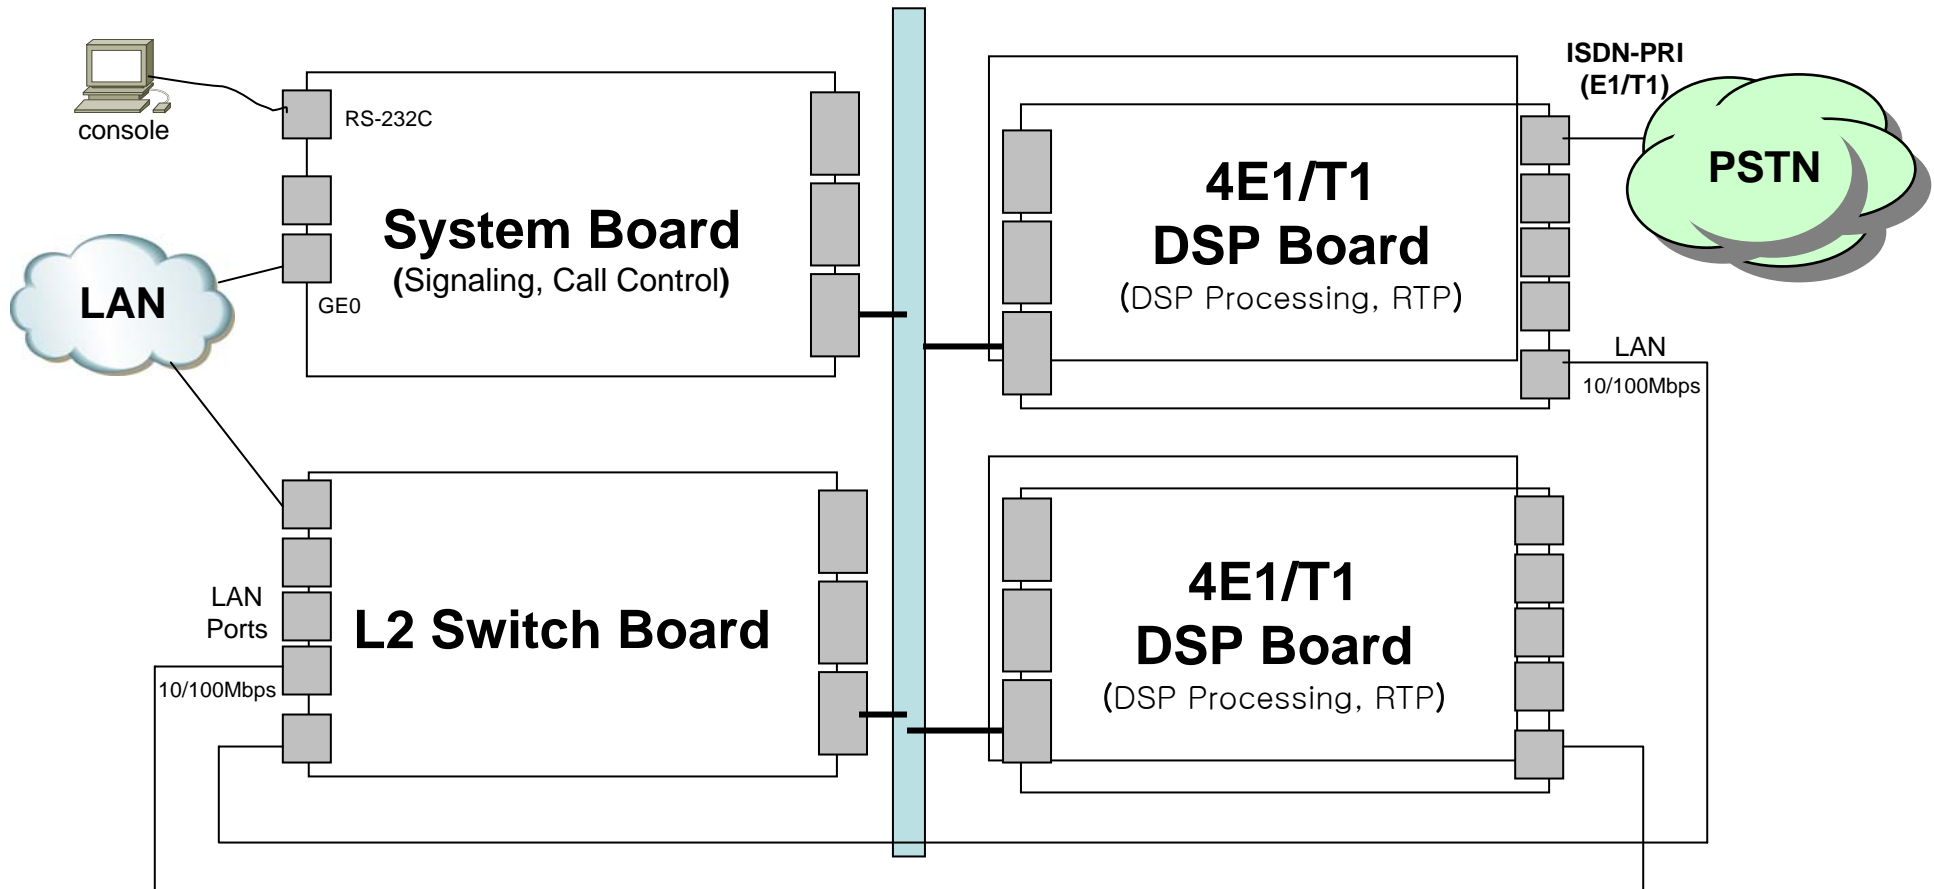 console
RS-232C
System Board
(Signaling, Call Control)
GE0
LAN
4E1/T1
DSP Board
(DSP Processing, RTP)
ISDN-PRI
(E1/T1)
PSTN
LAN
10/100Mbps
LAN
Ports
10/100Mbps
L2 Switch Board
4E1/T1
DSP Board
(DSP Processing, RTP)